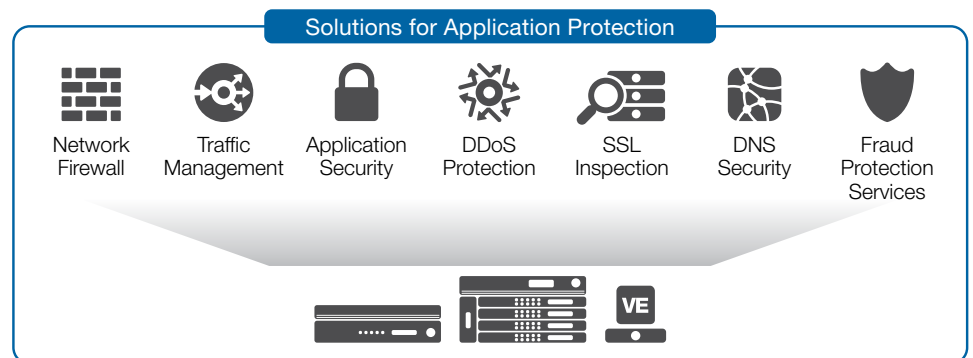 Solutions for Application Protection
Network
Firewall
Traffic
Management
Application
Security
DDoS
Protection
SSL
Inspection
DNS
Security
Fraud
Protection
Services
VE